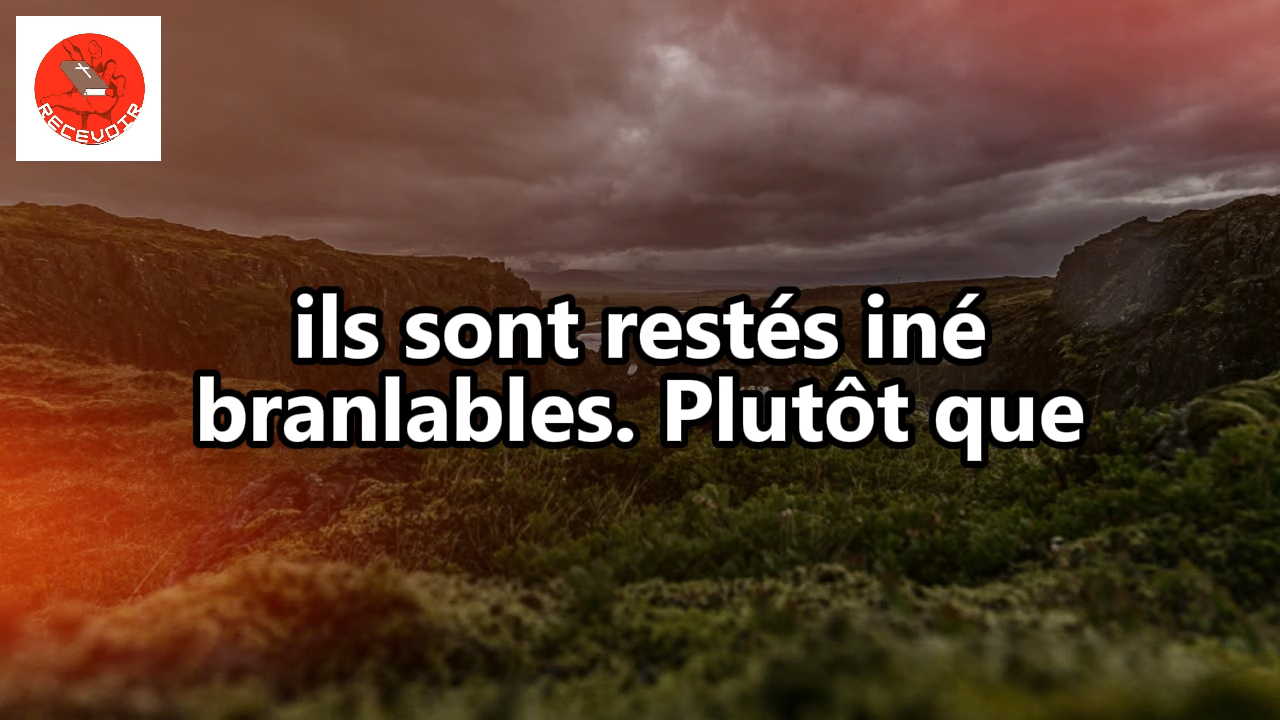 RECEVOIR
ils sont restés iné
branlables. Plutôt que